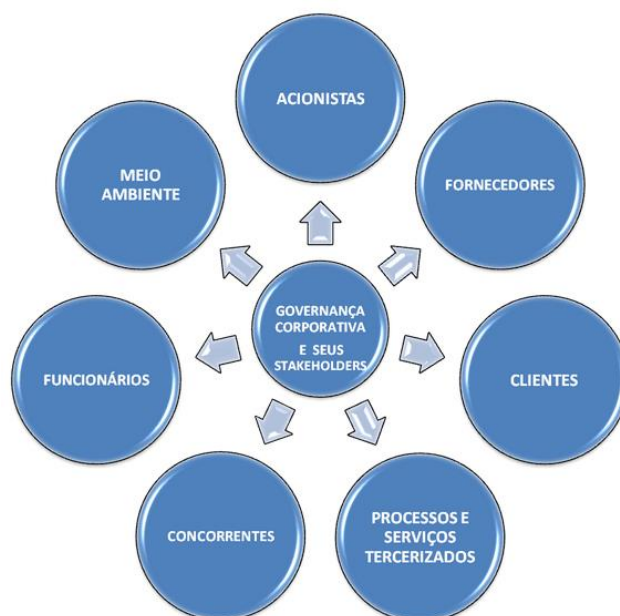 ACIONISTAS
FORNECEDORES
CLIENTES
PROCESSOS E
SERVIÇOS
TERCERIZADOS
CONCORRENTES
FUNCIONÁRIOS
MEIO
AMBIENTE
GOVERNANÇA
CORPORATIVA
E SEUS
STAKEHOLDERS